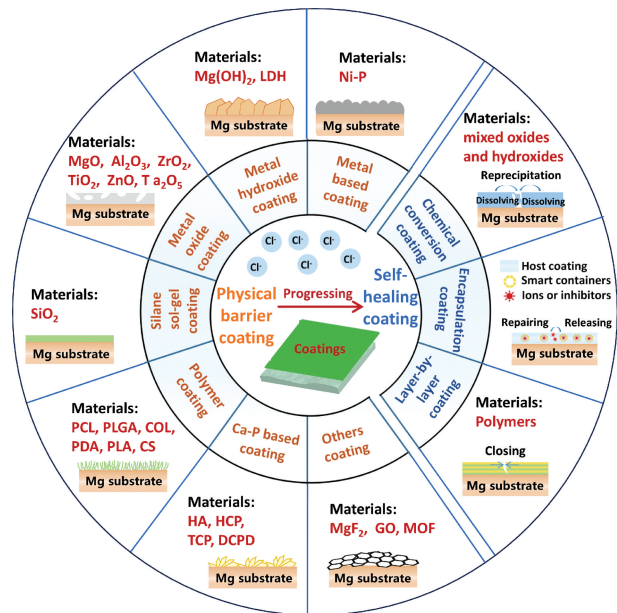 Materials:
Mg(OH)₂, LDH
Mg substrate
Metal
hydroxide
coating
Materials:
Ni-P
Mg substrate
Metal
based
coating
Materials:
mixed oxides
and hydroxides
Reprecipitation
Dissolving Dissolving
Mg substrate
Chemical
conversion
coating
Host coating
Smart containers
Ions or inhibitors
Repairing Releasing
Mg substrate
Encapsulation
coating
Materials:
Polymers
Closing
Mg substrate
Layer-by-
layer
coating
Materials:
MgF₂, GO, MOF
Mg substrate
Others
coating
Materials:
HA, HCP,
TCP, DCPD
Mg substrate
Ca-P based
coating
Materials:
PCL, PLGA, COL,
PDA, PLA, CS
Mg substrate
Polymer
coating
Materials:
SiO₂
Mg substrate
Silane
sol-gel
coating
Materials:
MgO, Al₂O₃, ZrO₂,
TiO₂, ZnO, T a₂O₅
Mg substrate
Metal
oxide
coating
Cl⁻ Cl⁻ Cl⁻
Cl⁻ Cl⁻ Cl⁻
Physical
barrier
coating
Progressing
Self-
healing
coating
Coatings